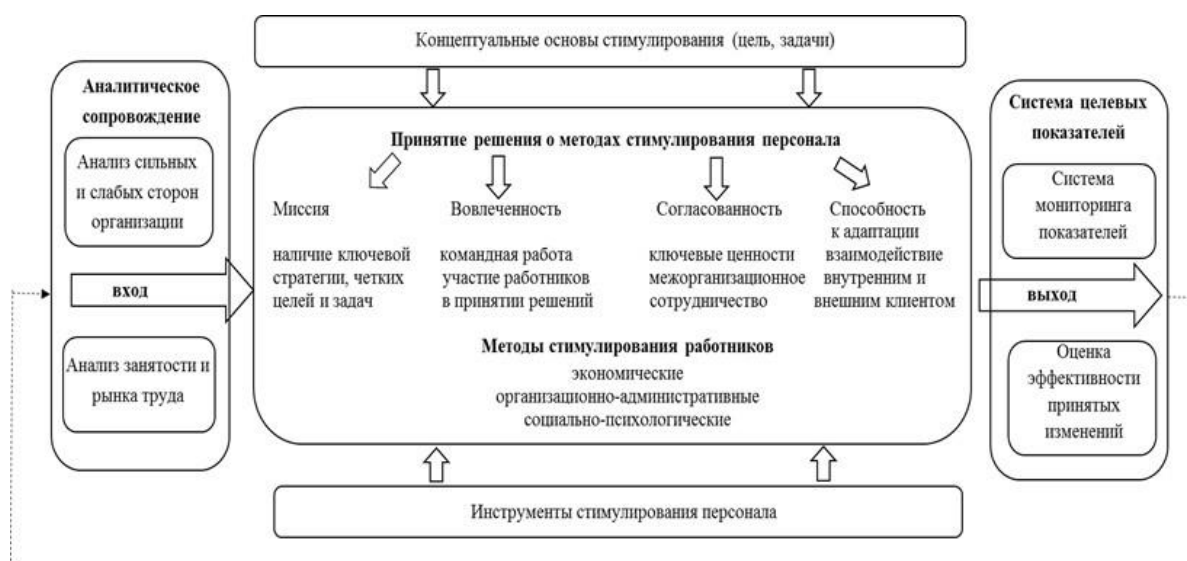 Концептуальные основы стимулирования (цель, задачи)
Аналитическое
сопровождение
Анализ сильных
и слабых сторон
организации
вход
Анализ занятости и
рынка труда
Принятие решения о методах стимулирования персонала
Миссия
наличие ключевой
стратегии, четких
целей и задач
Вовлеченность
командная работа
участие работников
в принятии решений
Согласованность
ключевые ценности
межорганизационное
сотрудничество
Способность
к адаптации
взаимодействие
внутренним и
внешним клиентом
Методы стимулирования работников
экономические
организационно-административные
социально-психологические
Инструменты стимулирования персонала
Система целевых
показателей
Система
мониторинга
показателей
выход
Оценка
эффективности
принятых
изменений